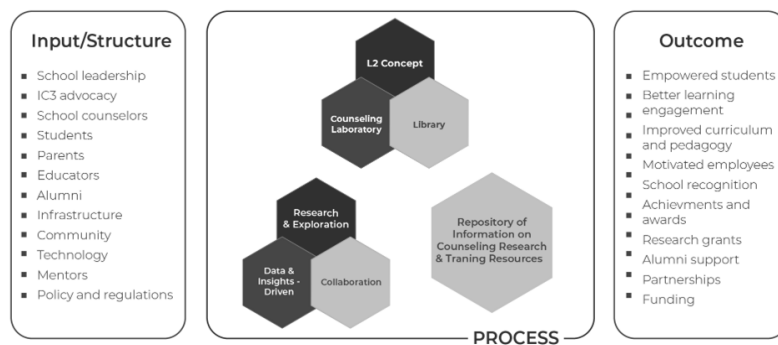 Input/Structure
School leadership
IC3 advocacy
School counselors
Students
Parents
Educators
Alumni
Infrastructure
Community
Technology
Mentors
Policy and regulations
L2 Concept
Counseling
Laboratory
Library
Research
& Exploration
Data &
Insights -
Driven
Collaboration
Repository of
Information on
Counseling Research
& Traning Resources
PROCESS
Outcome
Empowered students
Better learning
engagement
Improved curriculum
and pedagogy
Motivated employees
School recognition
Achievments and
awards
Research grants
Alumni support
Partnerships
Funding